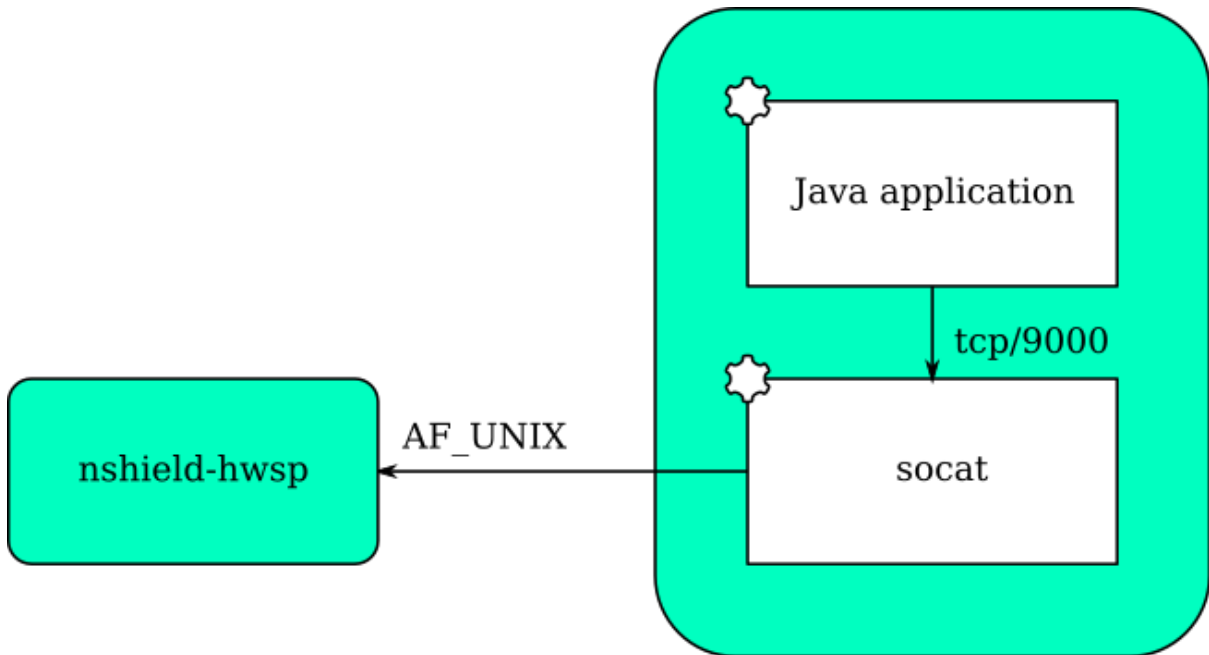 Java application
tcp/9000
AF_UNIX
nshield-hwsp
socat